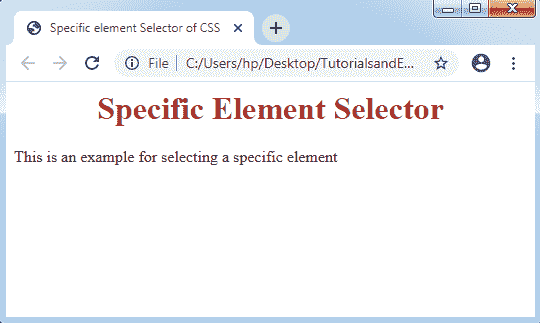 Specific element Selector of CSS
File C:/Users/hp/Desktop/TutorialsandE...
Specific Element Selector
This is an example for selecting a specific element